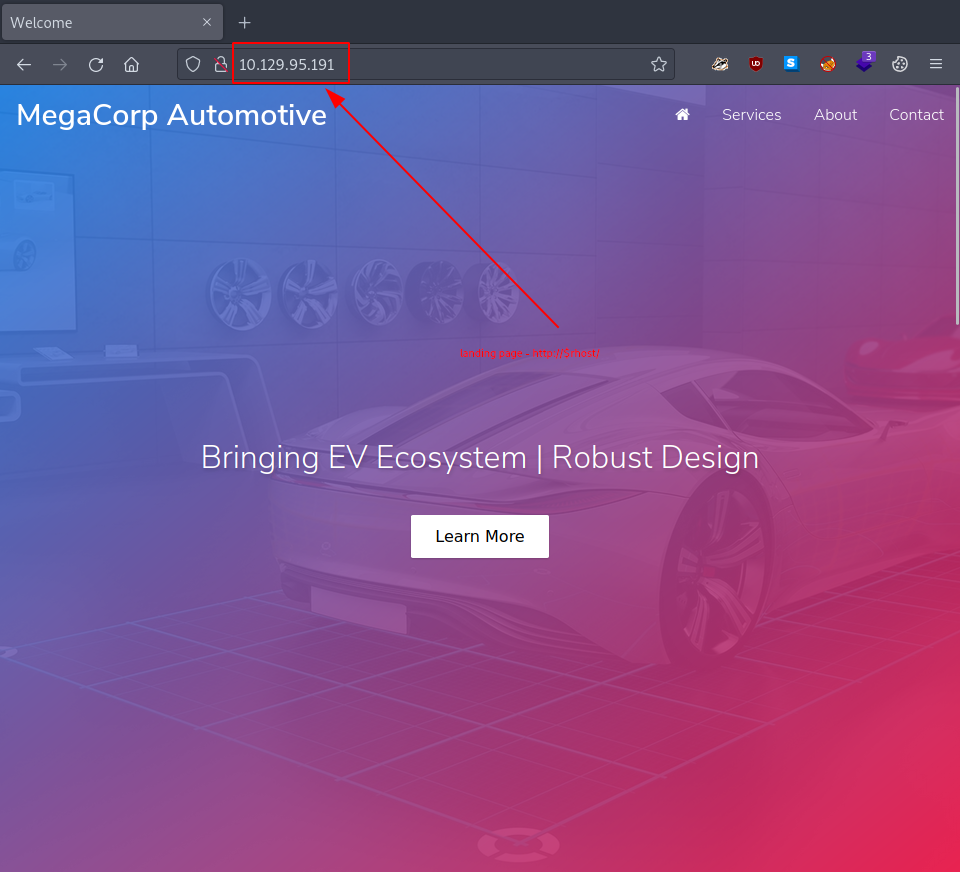 Welcome
10.129.95.191
3
MegaCorp Automotive
Services
About
Contact
landing page = http://$rhost/
Bringing EV Ecosystem | Robust Design
Learn More